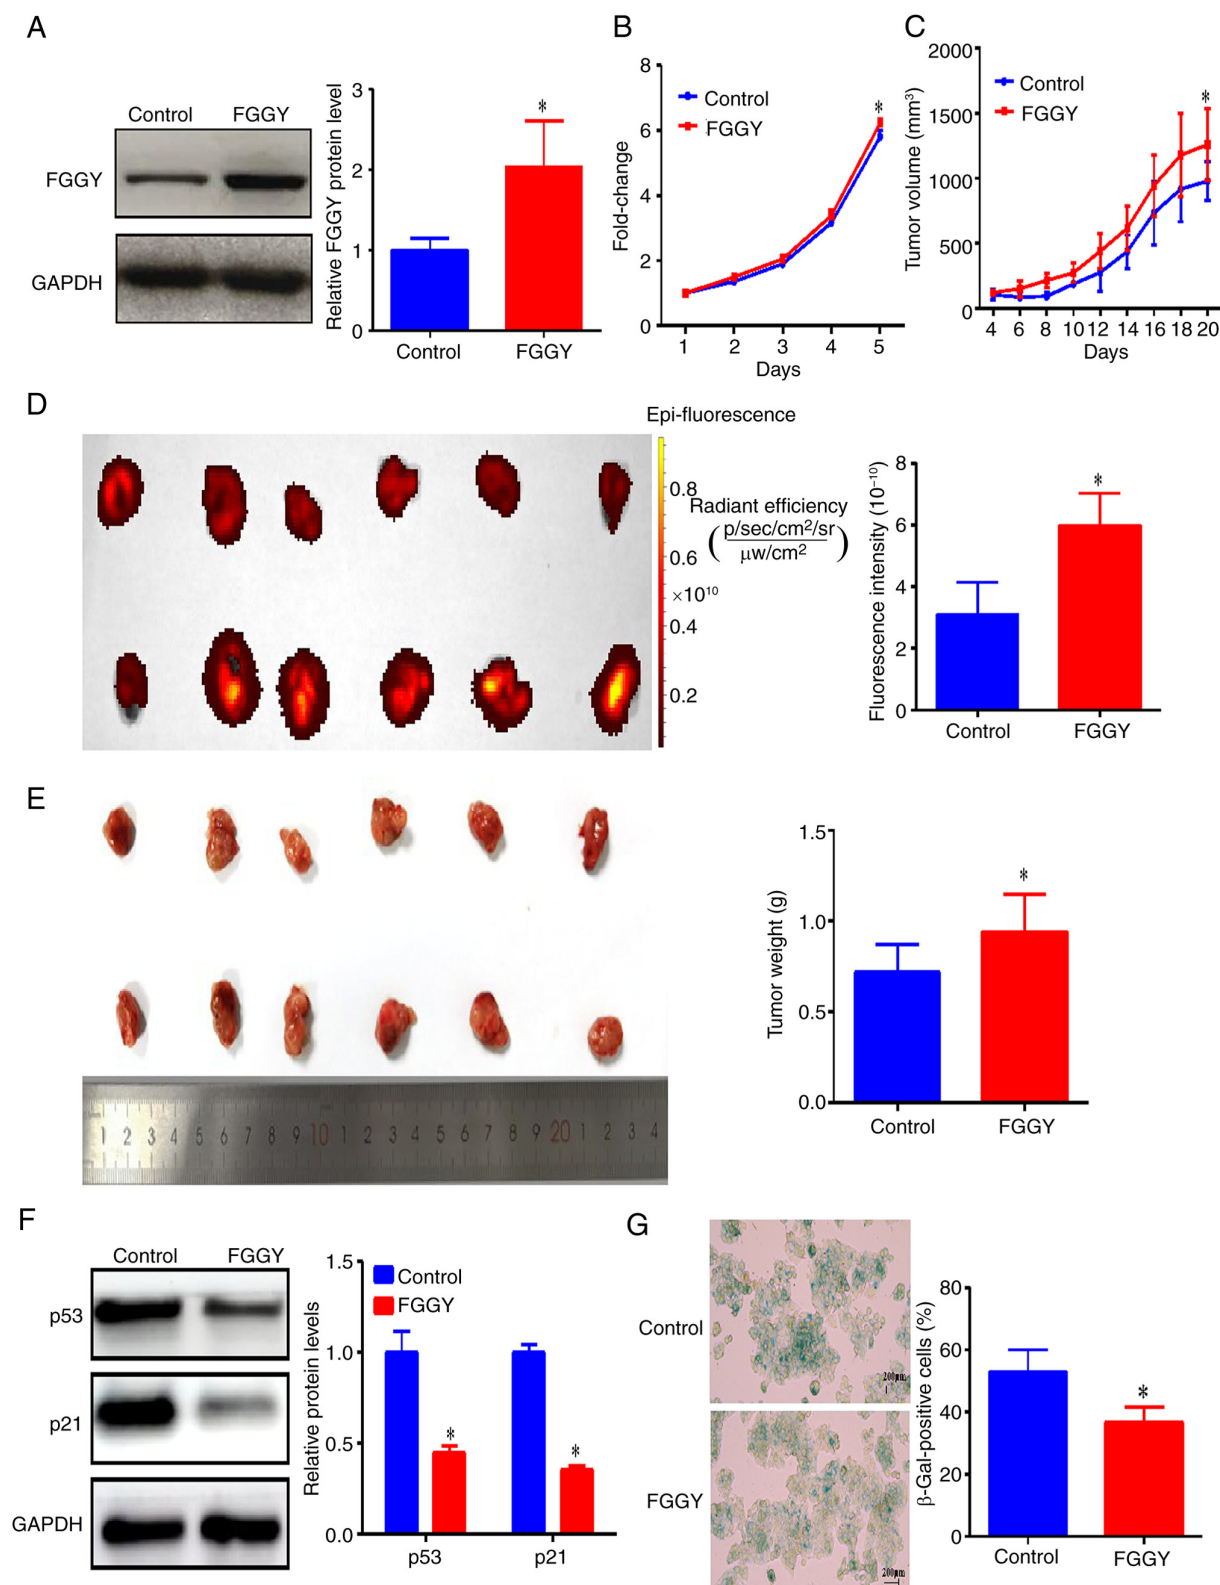 A
Control FGGY
FGGY
GAPDH
Relative FGGY protein level
3
2
1
0
*
Control FGGY
B
Fold-change
8
6
4
2
0
Control
FGGY
*
1 2 3 4 5
Days
C
Tumor volume (mm³)
2000
1500
1000
500
0
Control
FGGY
*
4 6 8 10 12 14 16 18 20
Days
D
Epi-fluorescence
0.8
0.6
×10¹⁰
0.4
0.2
Radiant efficiency
(p/sec/cm²/sr
μw/cm²)
Fluorescence intensity (10⁻¹⁰)
8
6
4
2
0
*
Control FGGY
E
1 2 3 4 5 6 7 8 9 10 1 2 3 4 5 6 7 8 9 20 1 2 3 4
Tumor weight (g)
1.5
1.0
0.5
0.0
*
Control FGGY
F
Control FGGY
p53
p21
GAPDH
Relative protein levels
1.5
1.0
0.5
0.0
Control
FGGY
* *
p53 p21
G
Control
200μm
FGGY
200μm
β-Gal-positive cells (%)
80
60
40
20
0
*
Control FGGY